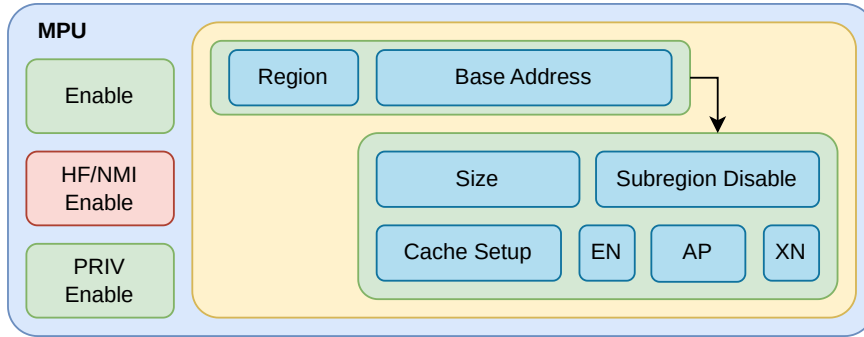 MPU
Enable
HF/NMI
Enable
PRIV
Enable
Region
Base Address
Size
Subregion Disable
Cache Setup
EN
AP
XN